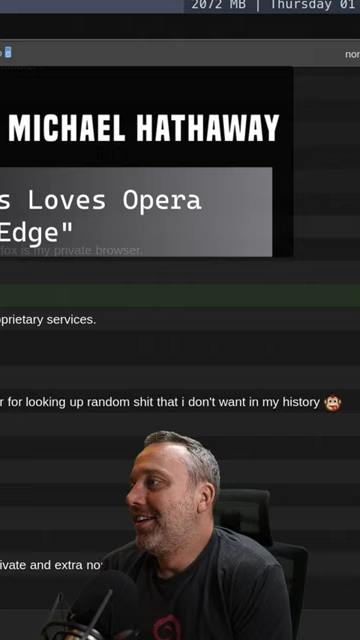 2072 MB | Thursday 01
MICHAEL HATHAWAY
s Loves Opera
Edge"
fox is my private browser.
oprietary services.
r for looking up random shit that i don't want in my history
ivate and extra no